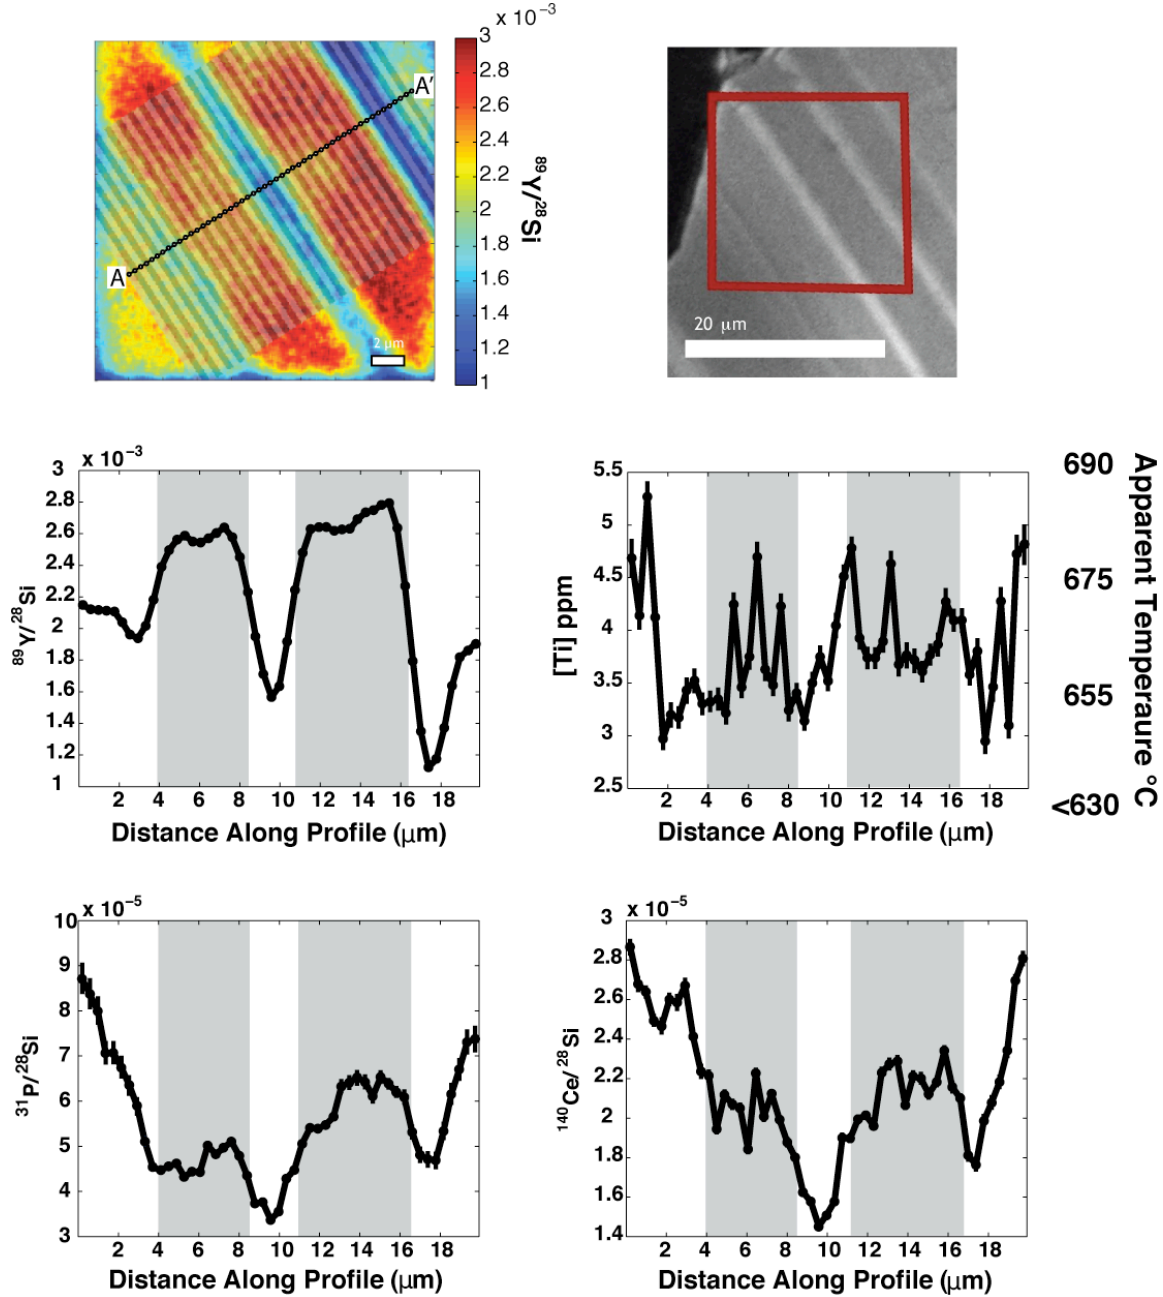 x 10⁻³
3
2.8
2.6
2.4
2.2
2
1.8
1.6
1.4
1.2
1
⁸⁹Y/²⁸Si
A'
A
2 μm
20 μm
x 10⁻³
3
2.8
2.6
2.4
2.2
2
1.8
1.6
1.4
1.2
1
⁸⁹Y/²⁸Si
2 4 6 8 10 12 14 16 18
Distance Along Profile (μm)
5.5
5
4.5
4
3.5
3
2.5
[Ti] ppm
2 4 6 8 10 12 14 16 18
Distance Along Profile (μm)
690
675
655
<630
Apparent Temperaure °C
x 10⁻⁵
10
9
8
7
6
5
4
3
³¹P/²⁸Si
2 4 6 8 10 12 14 16 18
Distance Along Profile (μm)
x 10⁻⁵
3
2.8
2.6
2.4
2.2
2
1.8
1.6
1.4
¹⁴⁰Ce/²⁸Si
2 4 6 8 10 12 14 16 18
Distance Along Profile (μm)